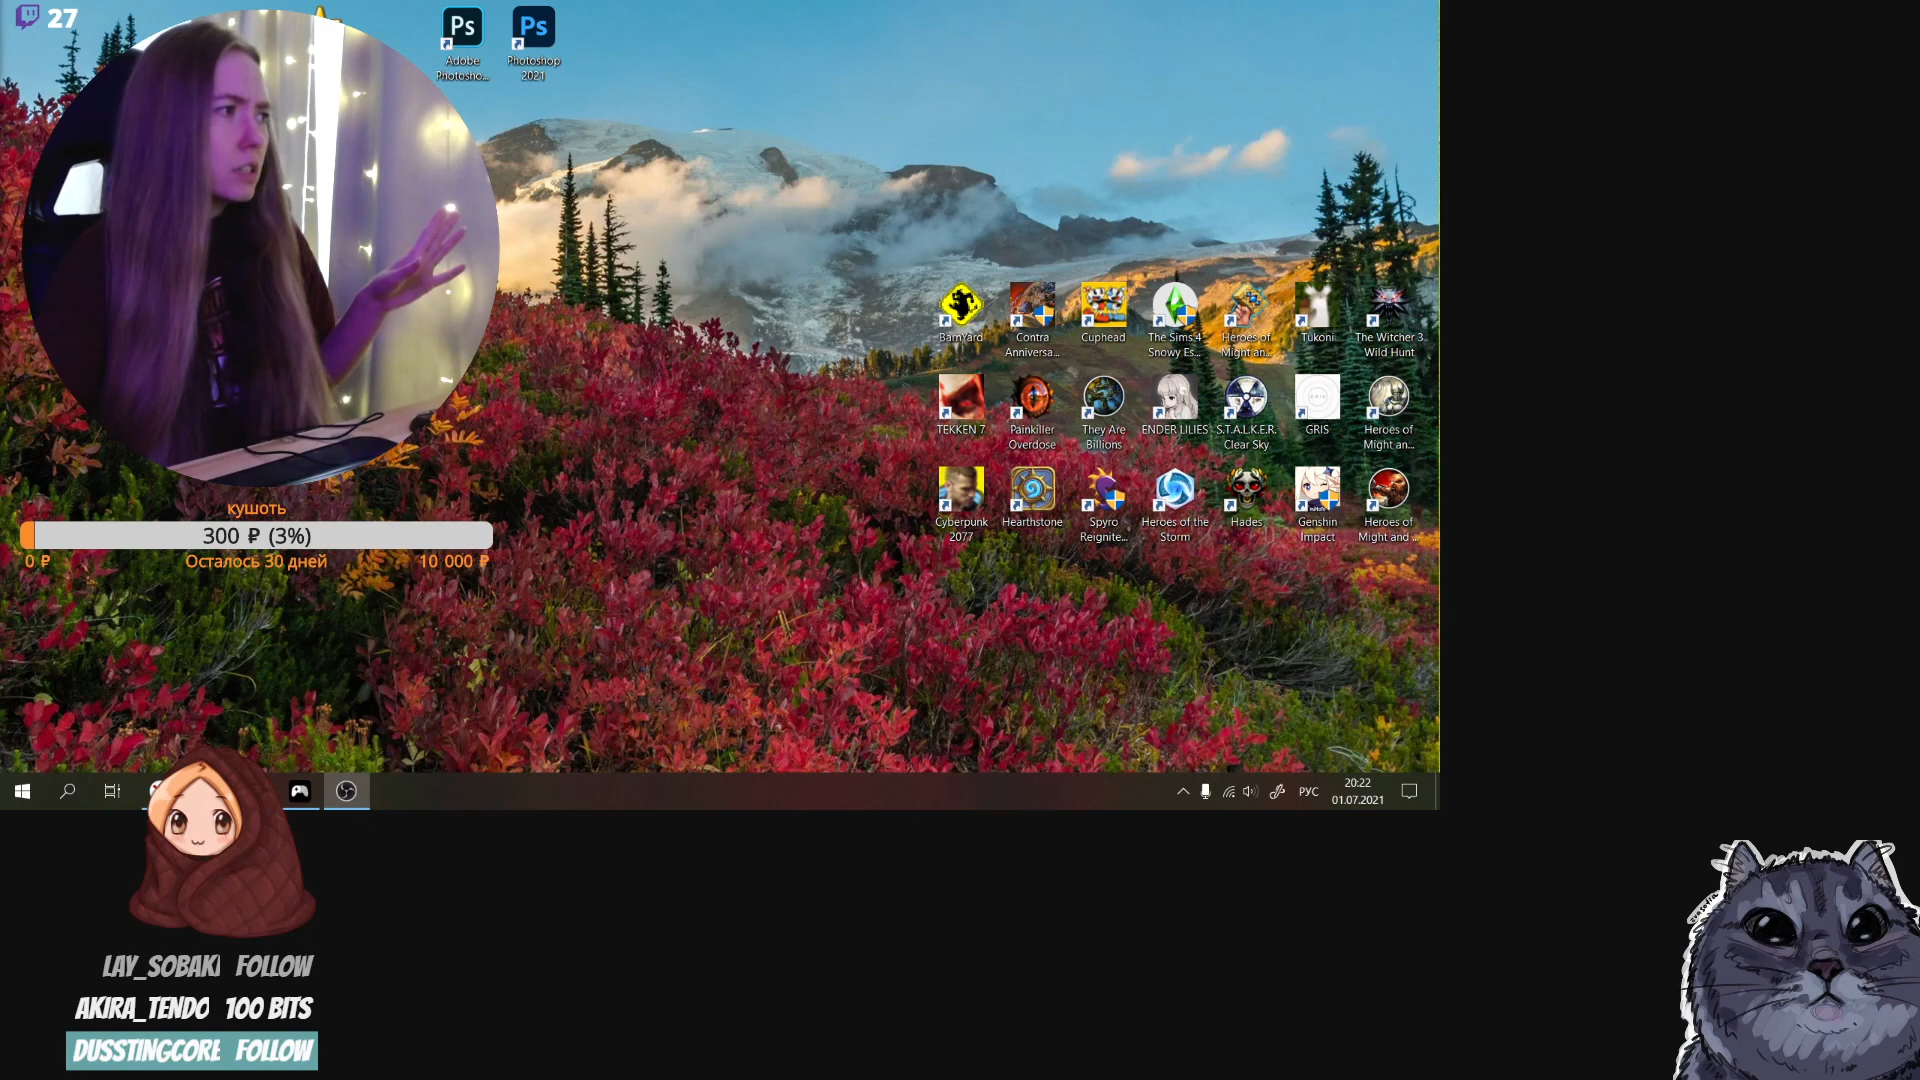 27
Adobe
Photosho...
Photoshop
2021
BarnYard
Contra
Anniversa...
Cuphead
The Sims 4
Snowy Es...
Heroes of
Might an...
Tukoni
The Witcher 3
Wild Hunt
TEKKEN 7
Painkiller
Overdose
They Are
Billions
ENDER LILIES
S.T.A.L.K.E.R.
Clear Sky
GRIS
Heroes of
Might an...
Cyberpunk
2077
Hearthstone
Spyro
Reignite...
Heroes of the
Storm
Hades
Genshin
Impact
Heroes of
Might and ...
кушоть
300 ₽ (3%)
0 ₽ Осталось 30 дней 10 000 ₽
РУС
20:22
01.07.2021
LAY_SOBAKI FOLLOW
AKIRA_TENDO 100 BITS
DUSSTINGCORE FOLLOW